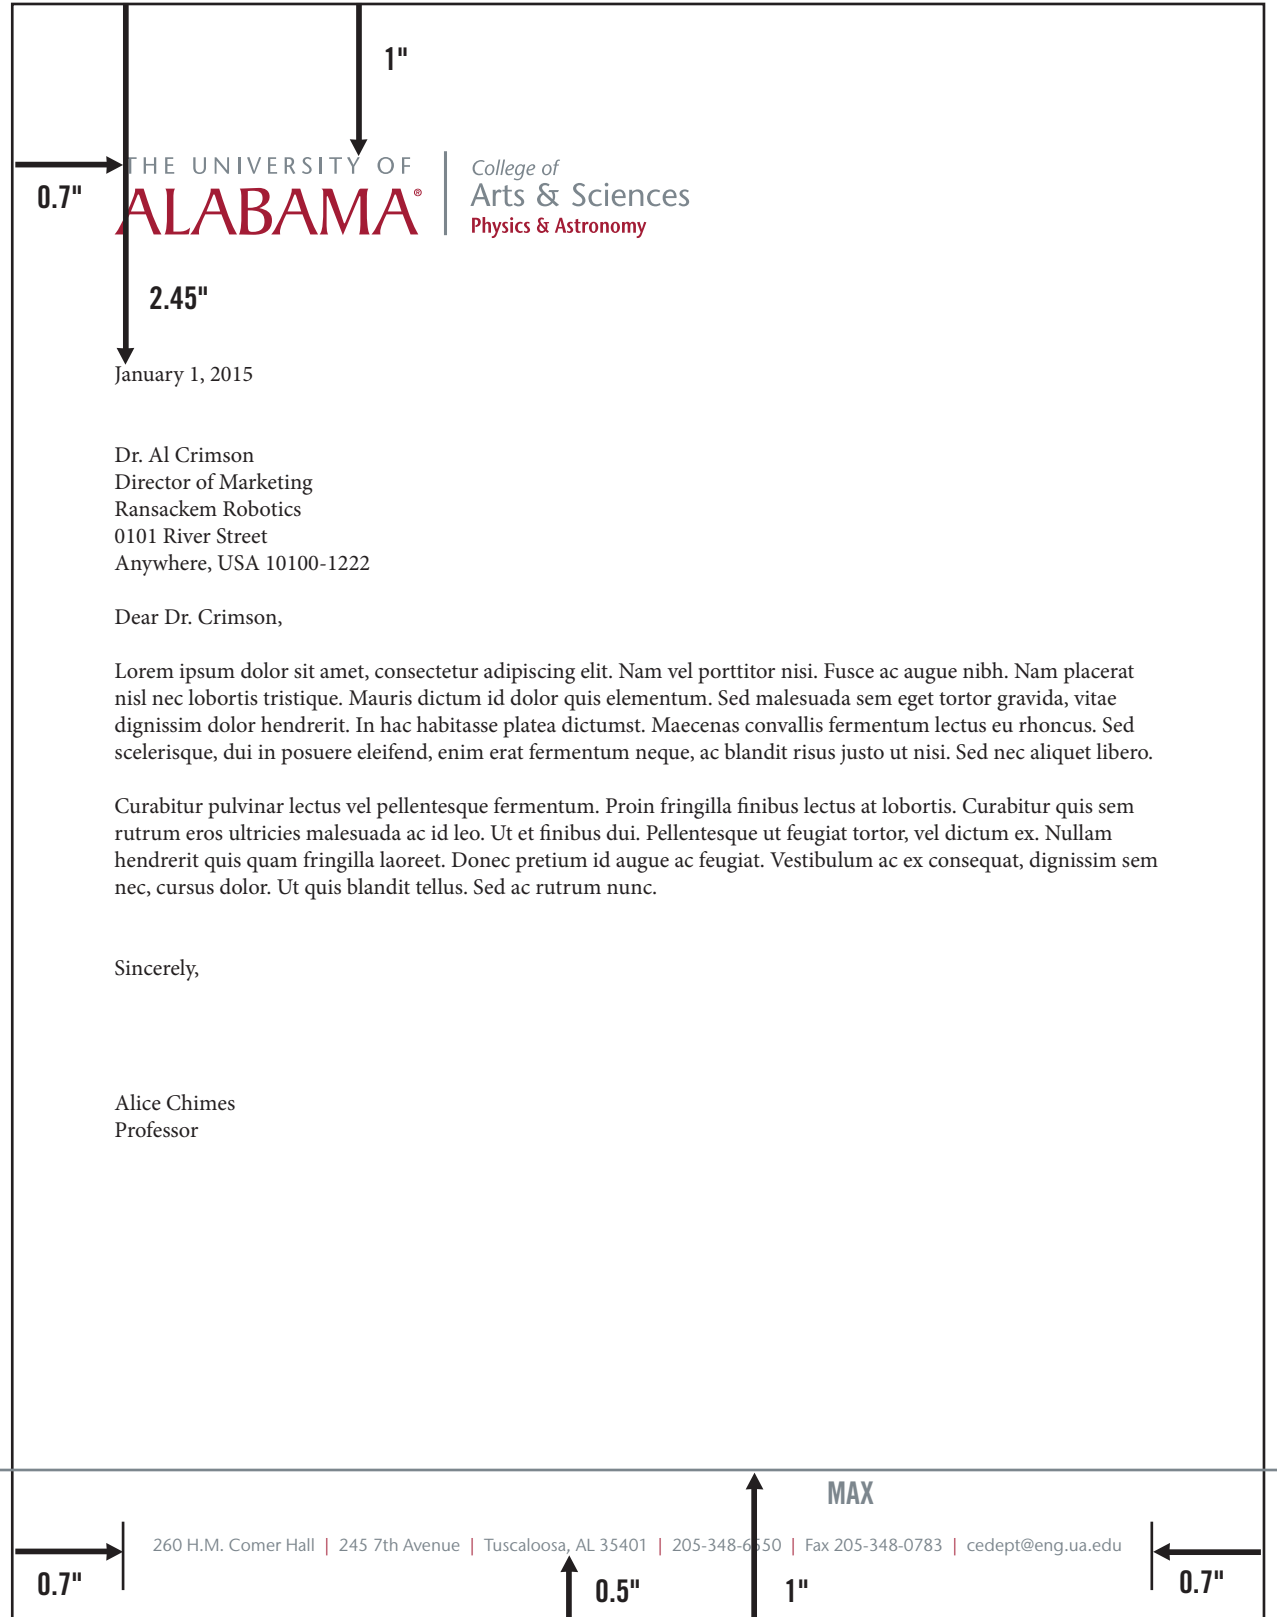 1"
THE UNIVERSITY OF
ALABAMA®
College of
Arts & Sciences
Physics & Astronomy
0.7"
2.45"
January 1, 2015
Dr. Al Crimson
Director of Marketing
Ransackem Robotics
0101 River Street
Anywhere, USA 10100-1222
Dear Dr. Crimson,
Lorem ipsum dolor sit amet, consectetur adipiscing elit. Nam vel porttitor nisi. Fusce ac augue nibh. Nam placerat
nisl nec lobortis tristique. Mauris dictum id dolor quis elementum. Sed malesuada sem eget tortor gravida, vitae
dignissim dolor hendrerit. In hac habitasse platea dictumst. Maecenas convallis fermentum lectus eu rhoncus. Sed
scelerisque, dui in posuere eleifend, enim erat fermentum neque, ac blandit risus justo ut nisi. Sed nec aliquet libero.
Curabitur pulvinar lectus vel pellentesque fermentum. Proin fringilla finibus lectus at lobortis. Curabitur quis sem
rutrum eros ultricies malesuada ac id leo. Ut et finibus dui. Pellentesque ut feugiat tortor, vel dictum ex. Nullam
hendrerit quis quam fringilla laoreet. Donec pretium id augue ac feugiat. Vestibulum ac ex consequat, dignissim sem
nec, cursus dolor. Ut quis blandit tellus. Sed ac rutrum nunc.
Sincerely,
Alice Chimes
Professor
MAX
260 H.M. Comer Hall | 245 7th Avenue | Tuscaloosa, AL 35401 | 205-348-6550 | Fax 205-348-0783 | cedept@eng.ua.edu
0.7"
0.5"
1"
0.7"